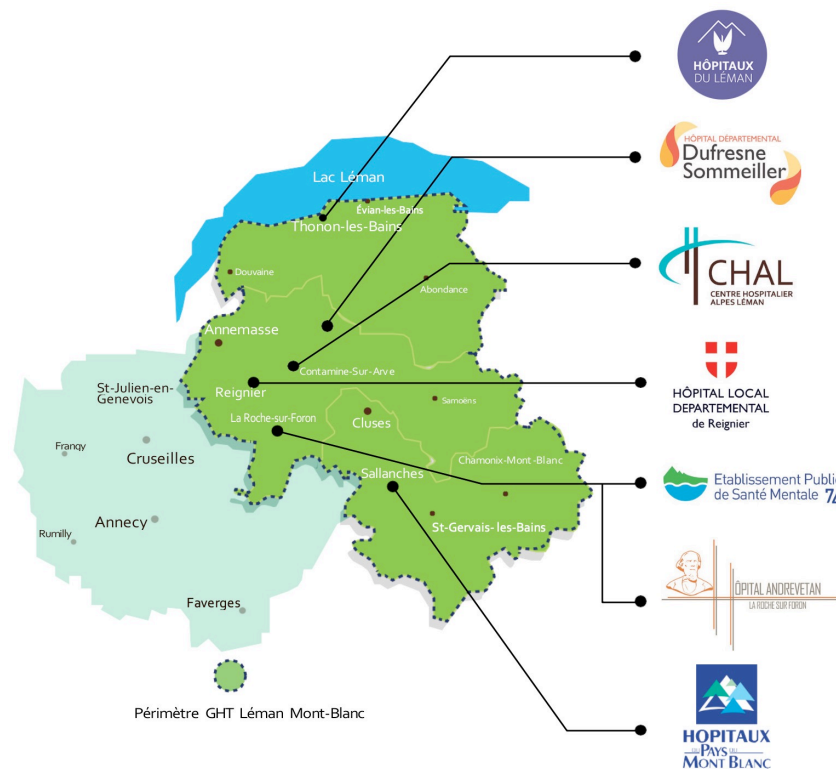 HÔPITAUX
DU LÉMAN
HÔPITAL DÉPARTEMENTAL
Dufresne
Sommeiller
CHAL
CENTRE HOSPITALIER
ALPES LÉMAN
HÔPITAL LOCAL
DEPARTEMENTAL
de Reignier
Etablissement Public
de Santé Mentale
ÔPITAL ANDREVETAN
LA ROCHE SUR FORON
HOPITAUX
DU PAYS DU
MONT BLANC
Lac Léman
Évian-les-Bains
Thonon-les-Bains
Douvaine
Abondance
Annemasse
Contamine-Sur-Arve
St-Julien-en-
Genevois
Reignier
Samoëns
La Roche-sur-Foron
Cluses
Cruseilles
Franqy
Chamonix-Mont-Blanc
Sallanches
Annecy
St-Gervais- les-Bains
Rumilly
Faverges
Périmètre GHT Léman Mont-Blanc